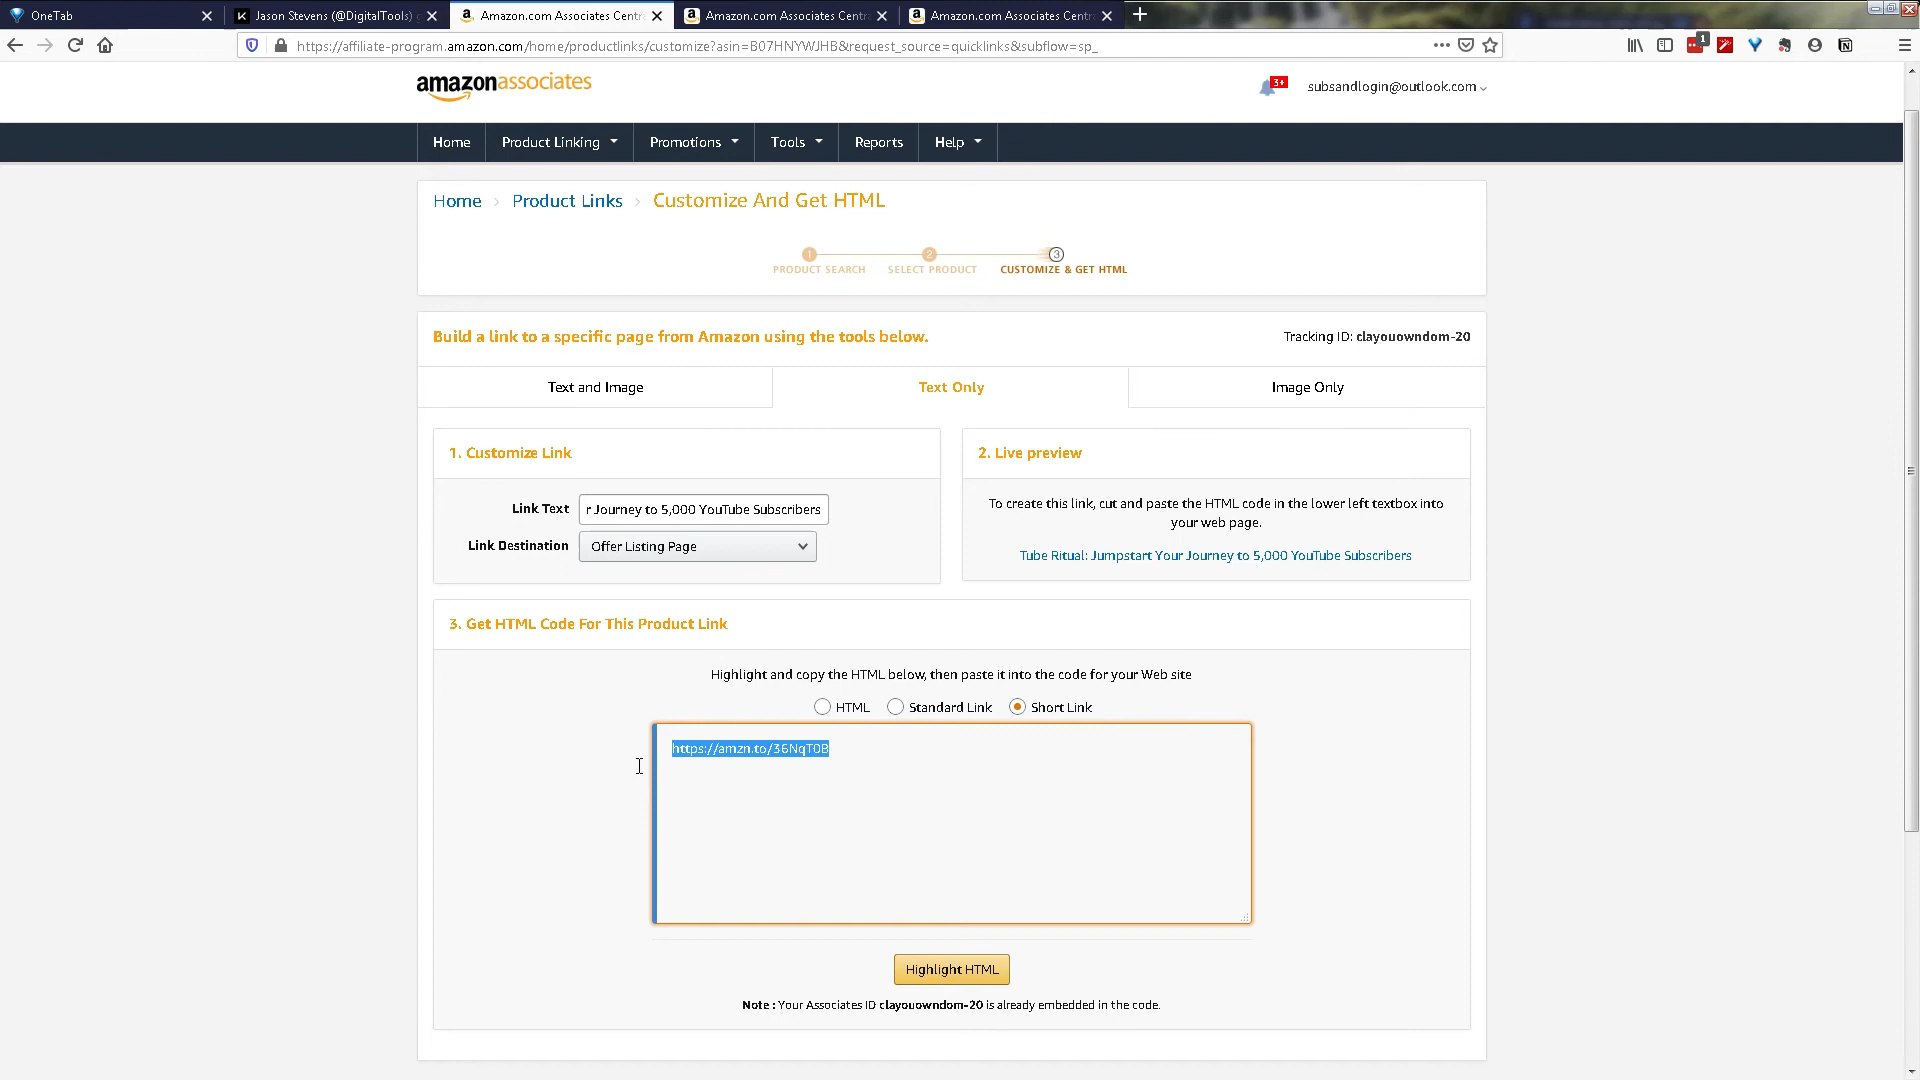 OneTab
Jason Stevens (@DigitalTools)
Amazon.com Associates Centr
Amazon.com Associates Centr
Amazon.com Associates Centr
https://affiliate-program.amazon.com/home/productlinks/customize?asin=B07HNYWJHB&request_source=quicklinks&subflow=sp_
1
amazonassociates
3+
subsandlogin@outlook.com
Home
Product Linking
Promotions
Tools
Reports
Help
Home › Product Links › Customize And Get HTML
1 2 3
PRODUCT SEARCH SELECT PRODUCT CUSTOMIZE & GET HTML
Build a link to a specific page from Amazon using the tools below.
Tracking ID: clayouowndom-20
Text and Image
Text Only
Image Only
1. Customize Link
Link Text r Journey to 5,000 YouTube Subscribers
Link Destination Offer Listing Page
2. Live preview
To create this link, cut and paste the HTML code in the lower left textbox into
your web page.
Tube Ritual: Jumpstart Your Journey to 5,000 YouTube Subscribers
3. Get HTML Code For This Product Link
Highlight and copy the HTML below, then paste it into the code for your Web site
HTML Standard Link Short Link
https://amzn.to/36NqT0B
Highlight HTML
Note : Your Associates ID clayouowndom-20 is already embedded in the code.